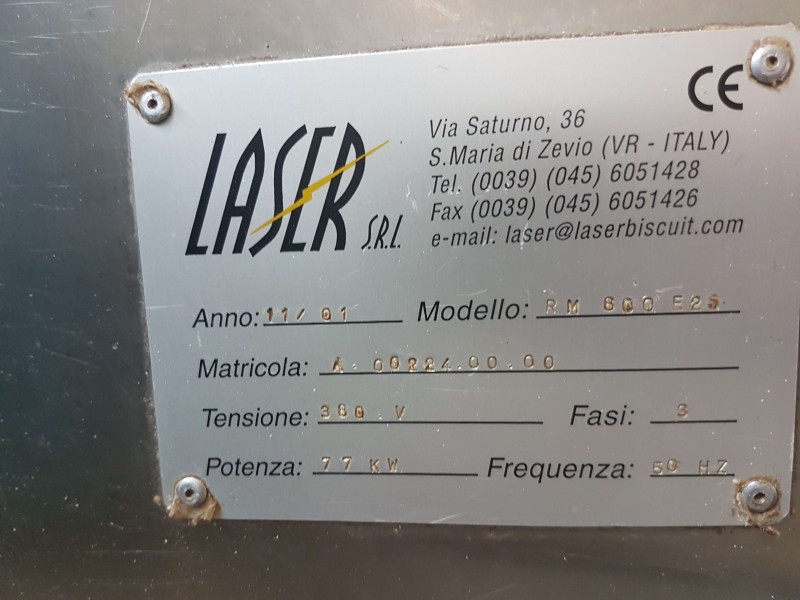 CE
LASER S.R.L.
Via Saturno, 36
S.Maria di Zevio (VR - ITALY)
Tel. (0039) (045) 6051428
Fax (0039) (045) 6051426
e-mail: laser@laserbiscuit.com
Anno: 11/01 Modello: RM 800 E2S
Matricola: A.00224.00.00
Tensione: 380.V Fasi: 3
Potenza: 77 KW Frequenza: 50 HZ